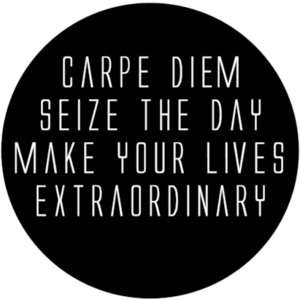 CARPE DIEM
SEIZE THE DAY
MAKE YOUR LIVES
EXTRAORDINARY